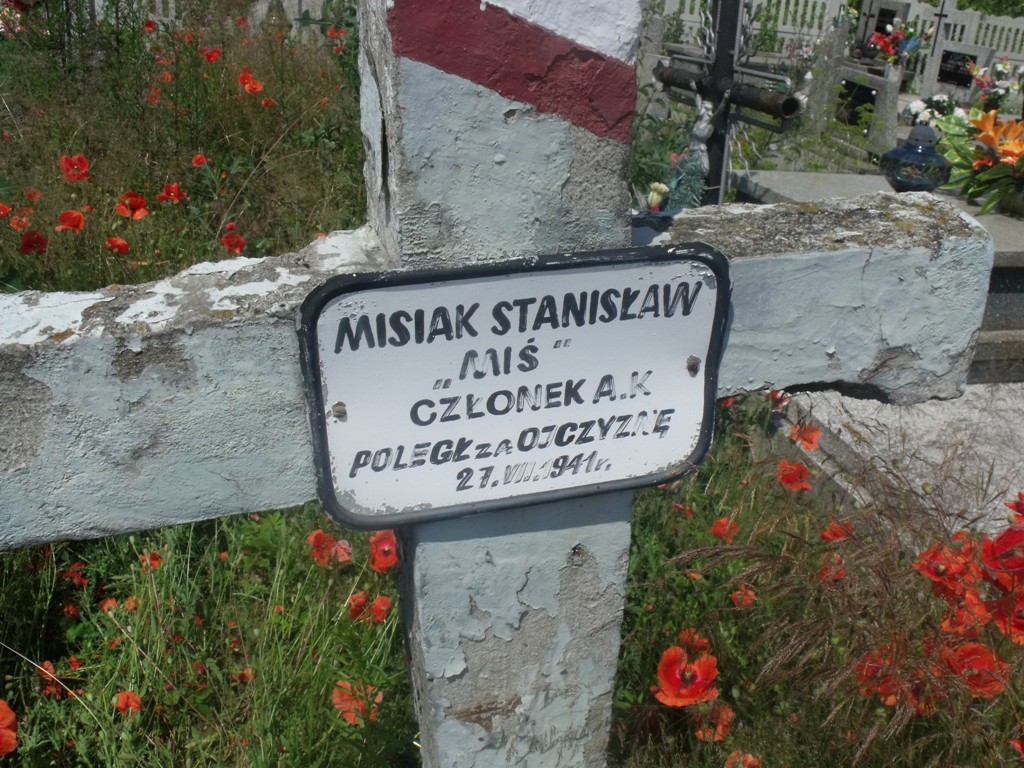 MISIAK STANISŁAW
„MIŚ"
CZŁONEK A.K
POLEGŁ za OJCZYZNĘ
27.VII.1941r.